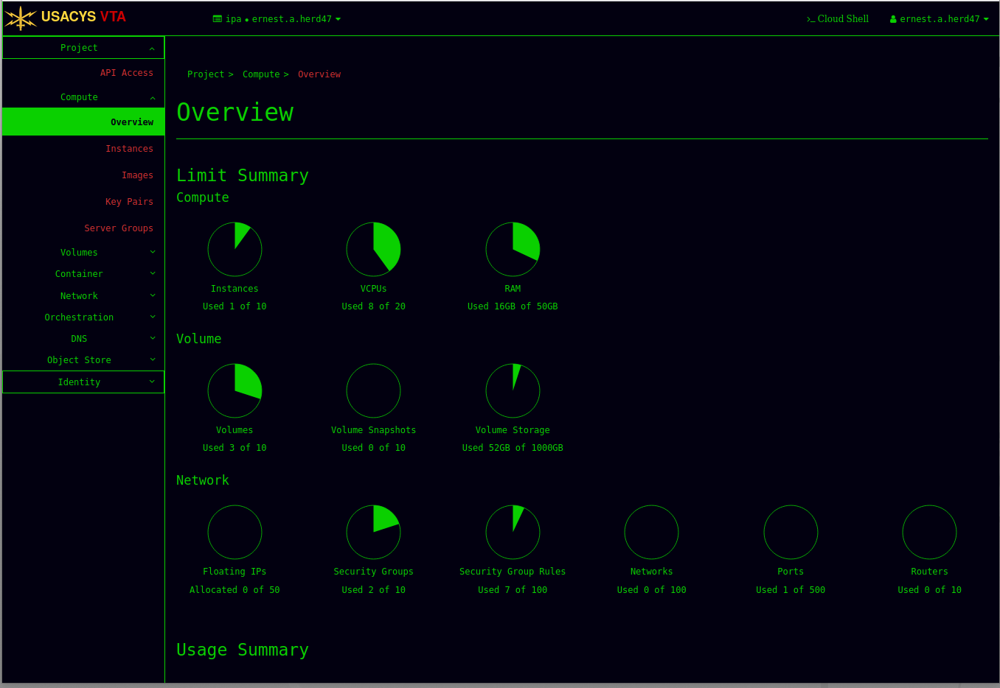 USACYS VTA
ipa • ernest.a.herd47
Cloud Shell
ernest.a.herd47
Project
API Access
Compute
Overview
Instances
Images
Key Pairs
Server Groups
Volumes
Container
Network
Orchestration
DNS
Object Store
Identity
Project > Compute > Overview
Overview
Limit Summary
Compute
Instances
Used 1 of 10
VCPUs
Used 8 of 20
RAM
Used 16GB of 50GB
Volume
Volumes
Used 3 of 10
Volume Snapshots
Used 0 of 10
Volume Storage
Used 52GB of 1000GB
Network
Floating IPs
Allocated 0 of 50
Security Groups
Used 2 of 10
Security Group Rules
Used 7 of 100
Networks
Used 0 of 100
Ports
Used 1 of 500
Routers
Used 0 of 10
Usage Summary